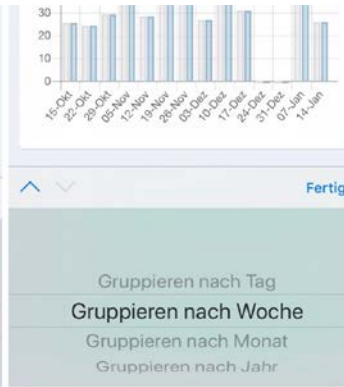 30
20
10
0
15-Okt 22-Okt 29-Okt 05-Nov 12-Nov 19-Nov 26-Nov 03-Dez 10-Dez 17-Dez 24-Dez 31-Dez 07-Jan 14-Jan
Fertig
Gruppieren nach Tag
Gruppieren nach Woche
Gruppieren nach Monat
Gruppieren nach Jahr